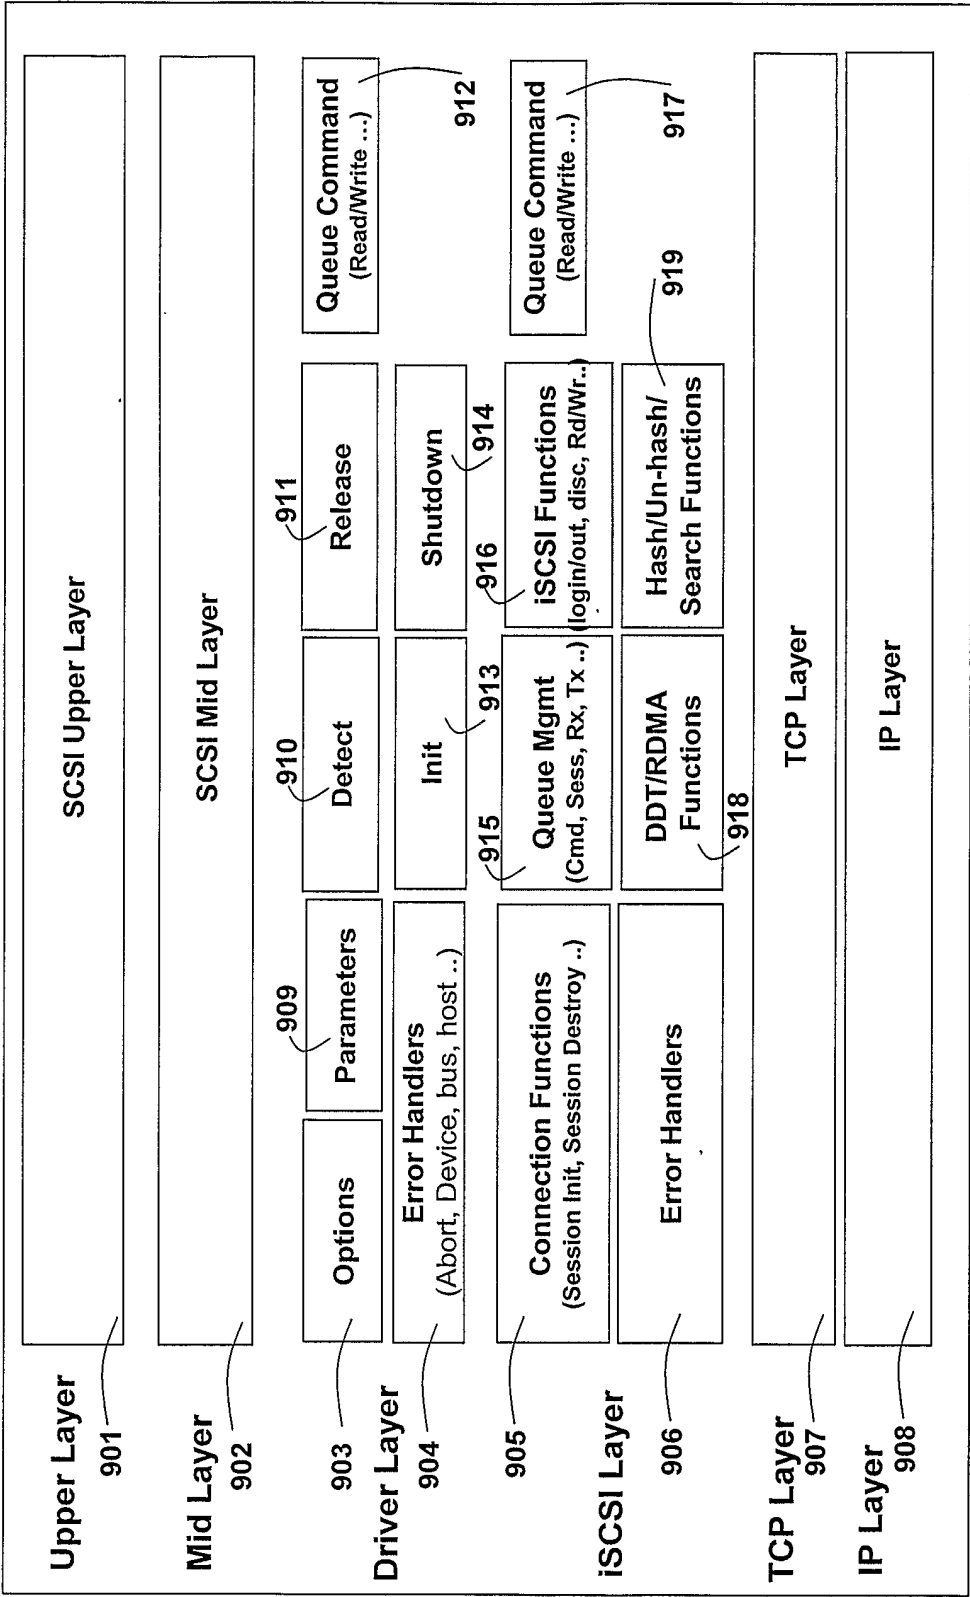 Upper Layer
901
SCSI Upper Layer
Mid Layer
902
SCSI Mid Layer
Driver Layer
903
Options
909
Parameters
910
Detect
911
Release
Queue Command
(Read/Write ...)
912
904
Error Handlers
(Abort, Device, bus, host ..)
Init
913
Shutdown
914
iSCSI Layer
905
Connection Functions
(Session Init, Session Destroy ..)
915
Queue Mgmt
(Cmd, Sess, Rx, Tx ..)
916
iSCSI Functions
(login/out, disc, Rd/Wr..)
Queue Command
(Read/Write ...)
917
906
Error Handlers
DDT/RDMA
Functions
918
Hash/Un-hash/
Search Functions
919
TCP Layer
907
TCP Layer
IP Layer
908
IP Layer